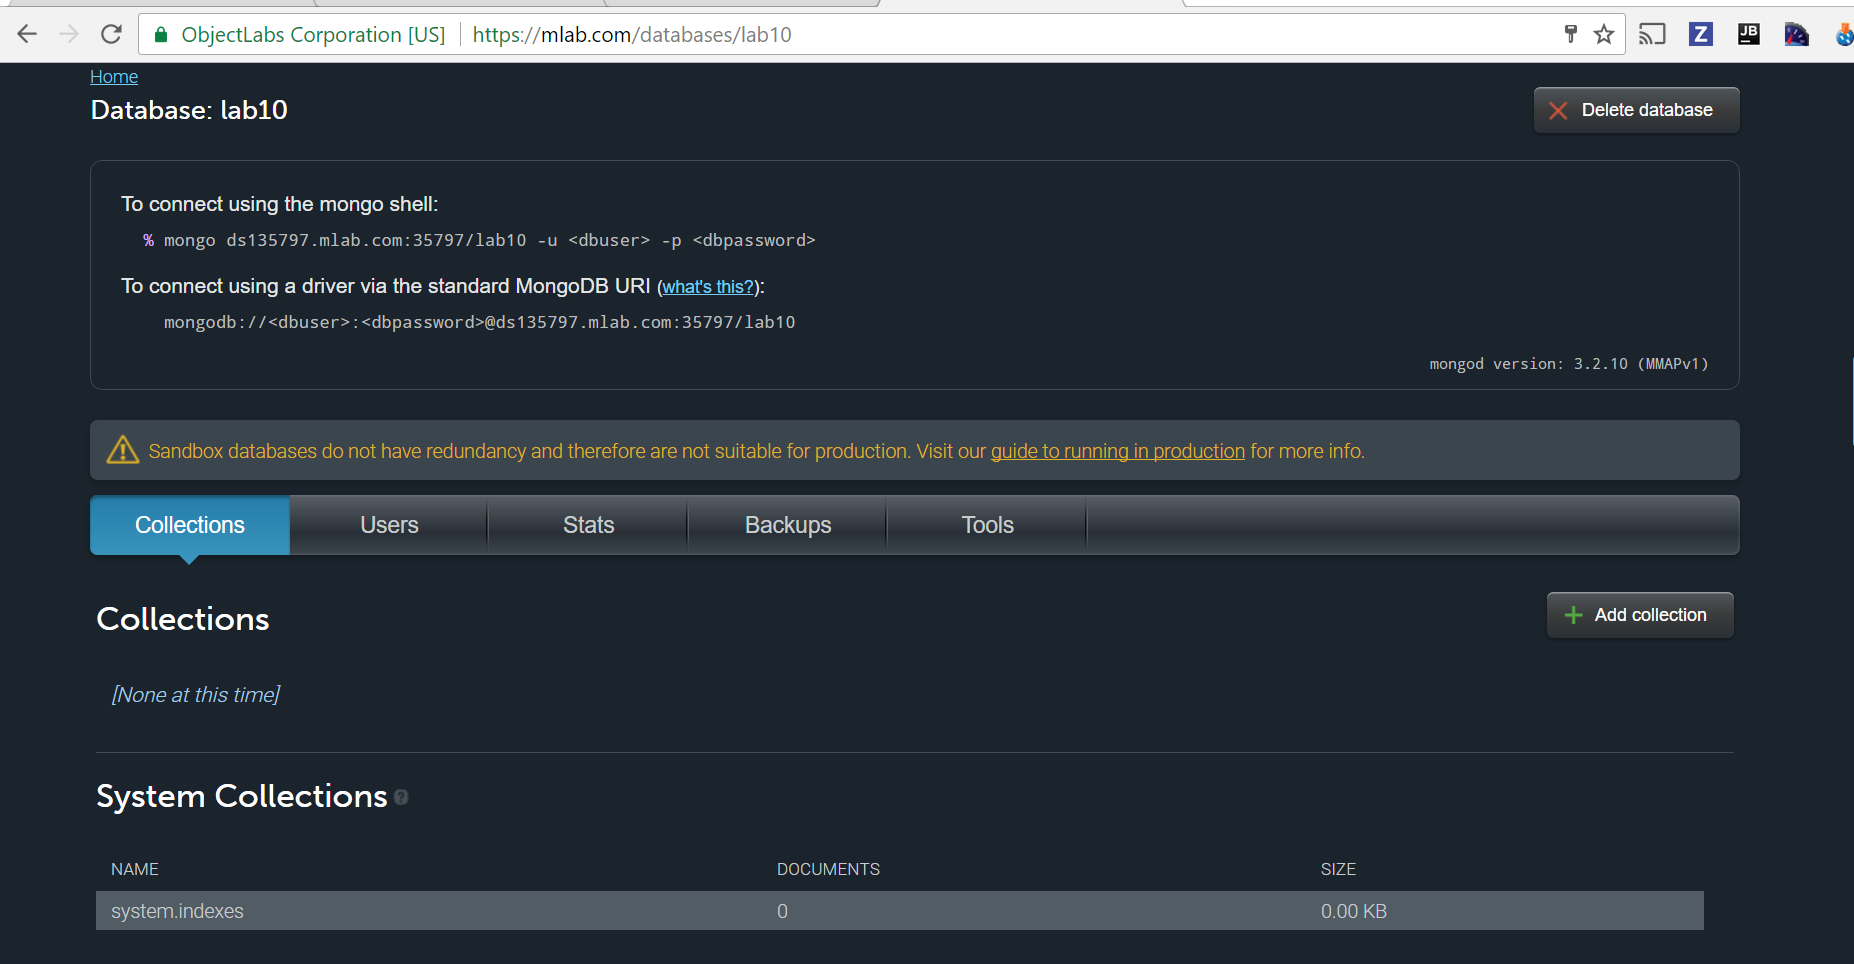 ObjectLabs Corporation [US] https://mlab.com/databases/lab10
Z JB
Home
Database: lab10
Delete database
To connect using the mongo shell:
% mongo ds135797.mlab.com:35797/lab10 -u <dbuser> -p <dbpassword>
To connect using a driver via the standard MongoDB URI (what's this?):
mongodb://<dbuser>:<dbpassword>@ds135797.mlab.com:35797/lab10
mongod version: 3.2.10 (MMAPv1)
Sandbox databases do not have redundancy and therefore are not suitable for production. Visit our guide to running in production for more info.
Collections Users Stats Backups Tools
Collections
Add collection
[None at this time]
System Collections ?
NAME DOCUMENTS SIZE
system.indexes 0 0.00 KB